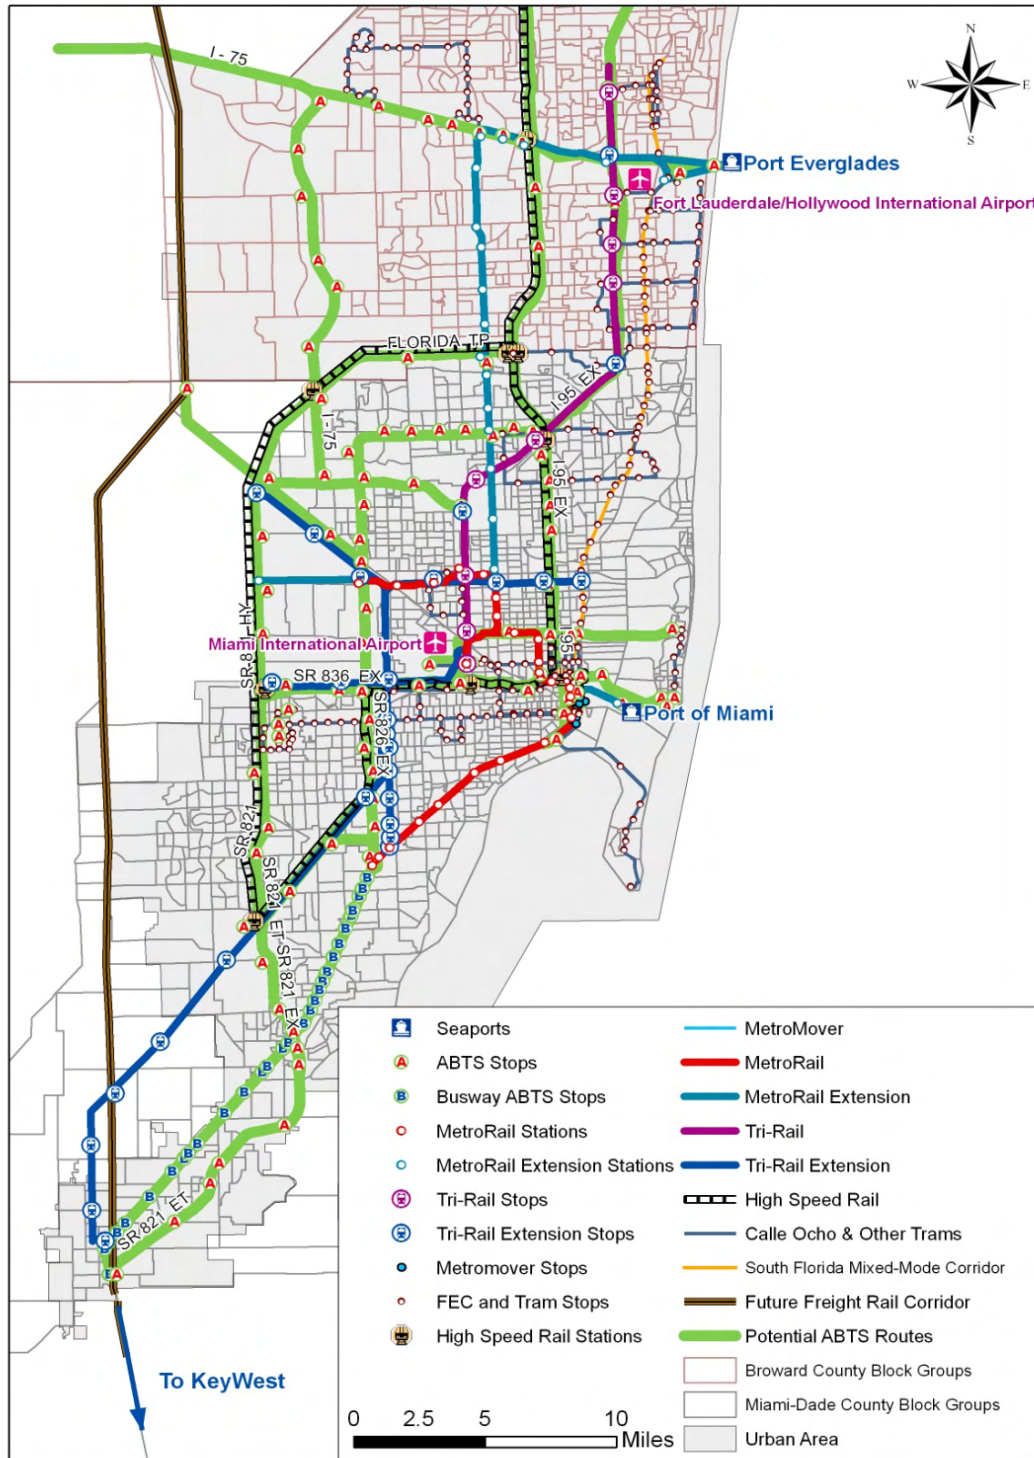 I - 75
N
W
E
S
Port Everglades
Fort Lauderdale/Hollywood International Airport
FLORIDA TP
I 95 EX
I - 75
I 95 EX
SR 821 HY
Miami International Airport
I 95
SR 836 EX
SR 826 EX
Port of Miami
SR 821
SR 821 ET
SR 821 EX
SR 821 ET
To KeyWest
Seaports
MetroMover
A ABTS Stops
MetroRail
B Busway ABTS Stops
MetroRail Extension
MetroRail Stations
Tri-Rail
MetroRail Extension Stations
Tri-Rail Extension
Tri-Rail Stops
High Speed Rail
Tri-Rail Extension Stops
Calle Ocho & Other Trams
Metromover Stops
South Florida Mixed-Mode Corridor
FEC and Tram Stops
Future Freight Rail Corridor
High Speed Rail Stations
Potential ABTS Routes
Broward County Block Groups
Miami-Dade County Block Groups
Urban Area
0 2.5 5 10
Miles